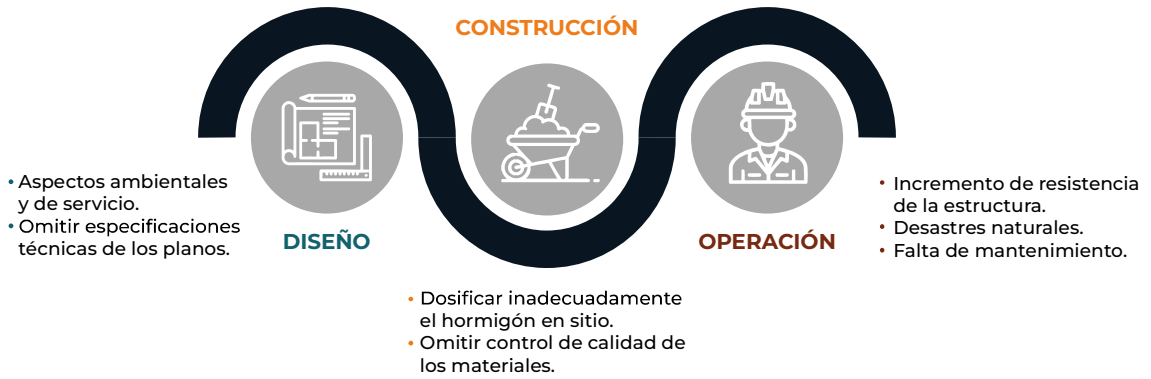 CONSTRUCCIÓN
• Aspectos ambientales
y de servicio.
• Omitir especificaciones
técnicas de los planos.
DISEÑO
OPERACIÓN
• Incremento de resistencia
de la estructura.
• Desastres naturales.
• Falta de mantenimiento.
• Dosificar inadecuadamente
el hormigón en sitio.
• Omitir control de calidad de
los materiales.